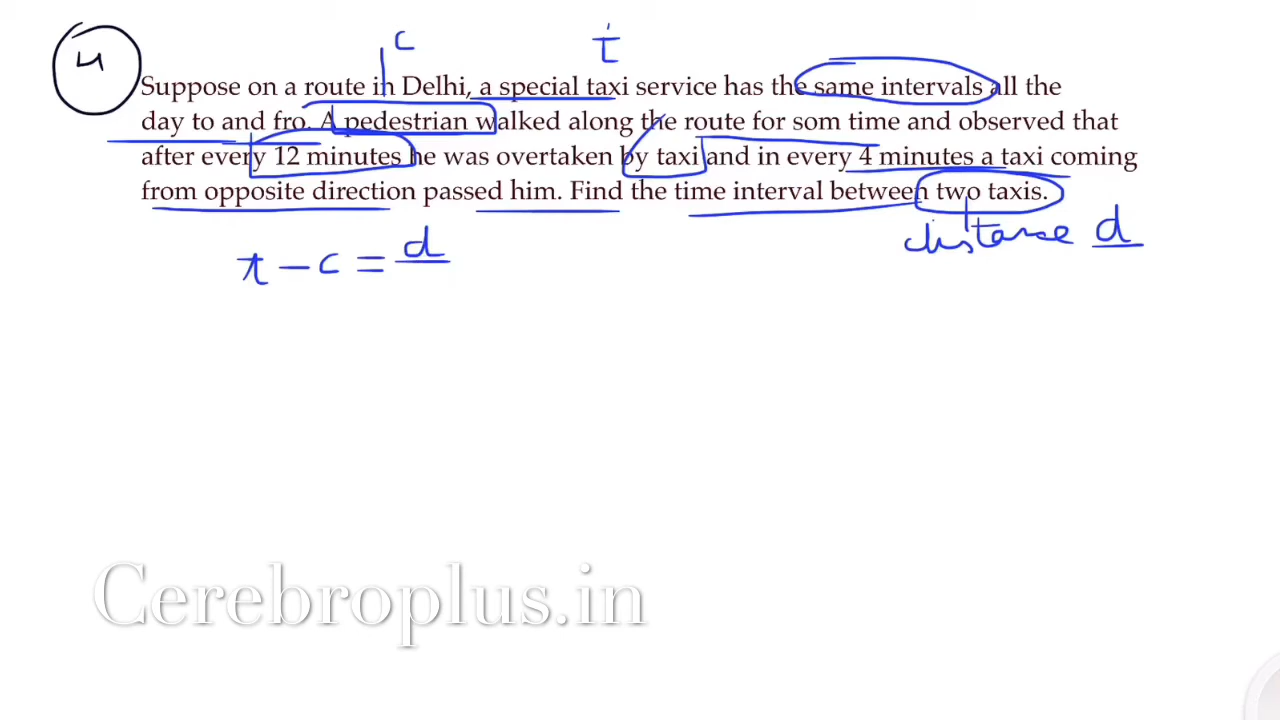 4
c t
Suppose on a route in Delhi, a special taxi service has the same intervals all the
day to and fro. A pedestrian walked along the route for som time and observed that
after every 12 minutes he was overtaken by taxi and in every 4 minutes a taxi coming
from opposite direction passed him. Find the time interval between two taxis.
distance d
t - c = d
Cerebroplus.in